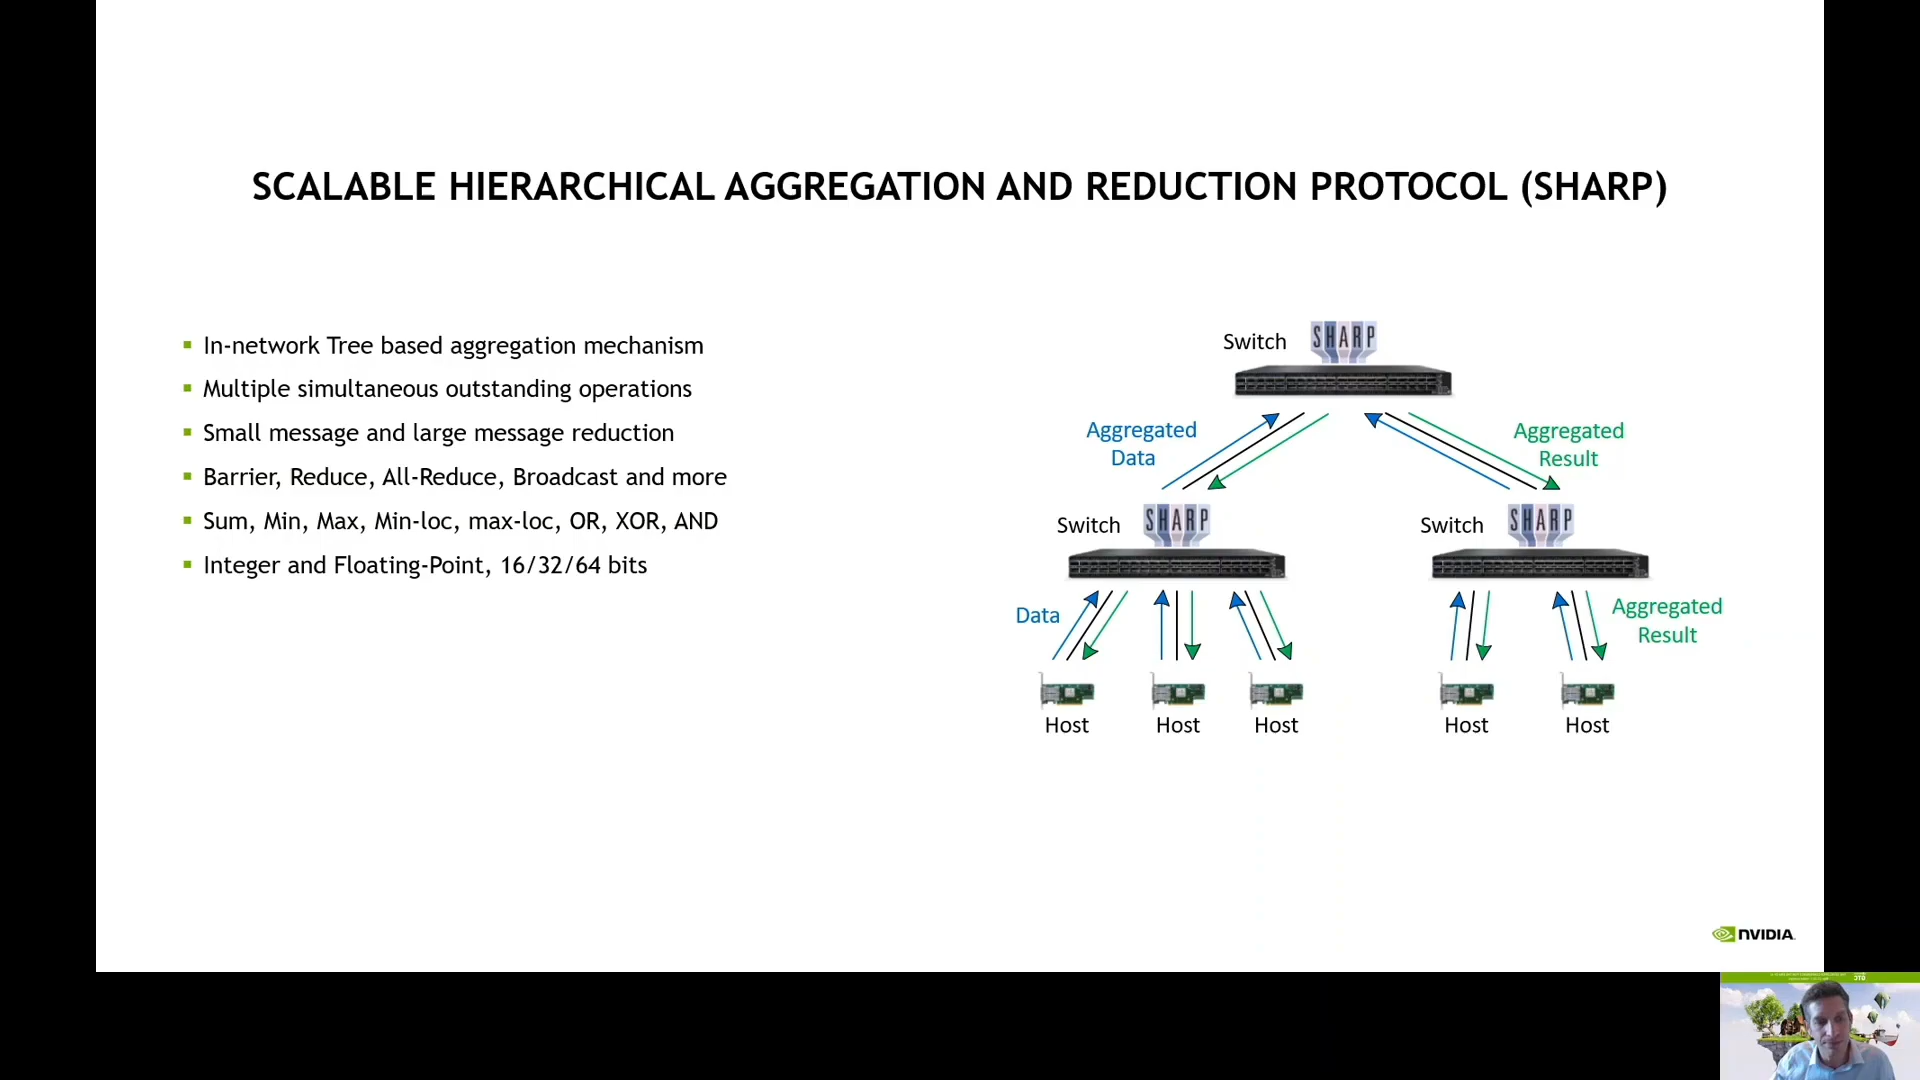 SCALABLE HIERARCHICAL AGGREGATION AND REDUCTION PROTOCOL (SHARP)
In-network Tree based aggregation mechanism
Multiple simultaneous outstanding operations
Small message and large message reduction
Barrier, Reduce, All-Reduce, Broadcast and more
Sum, Min, Max, Min-loc, max-loc, OR, XOR, AND
Integer and Floating-Point, 16/32/64 bits
Switch
SHARP
Aggregated
Data
Aggregated
Result
Switch
SHARP
Switch
SHARP
Data
Aggregated
Result
Host
Host
Host
Host
Host
NVIDIA